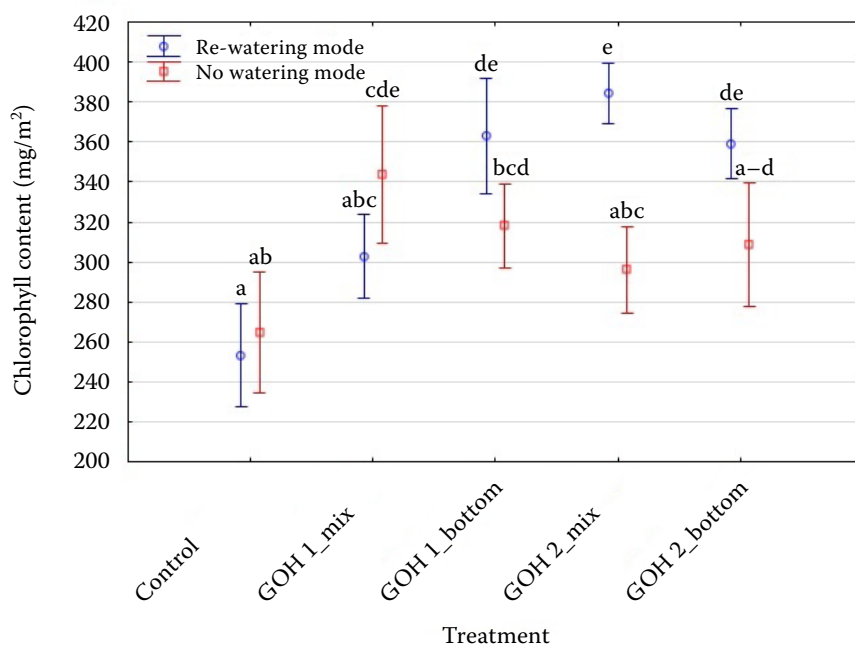 420
400
380
360
340
320
300
280
260
240
220
200
Chlorophyll content (mg/m²)
Re-watering mode
No watering mode
a
ab
abc
cde
de
bcd
e
abc
de
a–d
Control
GOH 1_mix
GOH 1_bottom
GOH 2_mix
GOH 2_bottom
Treatment